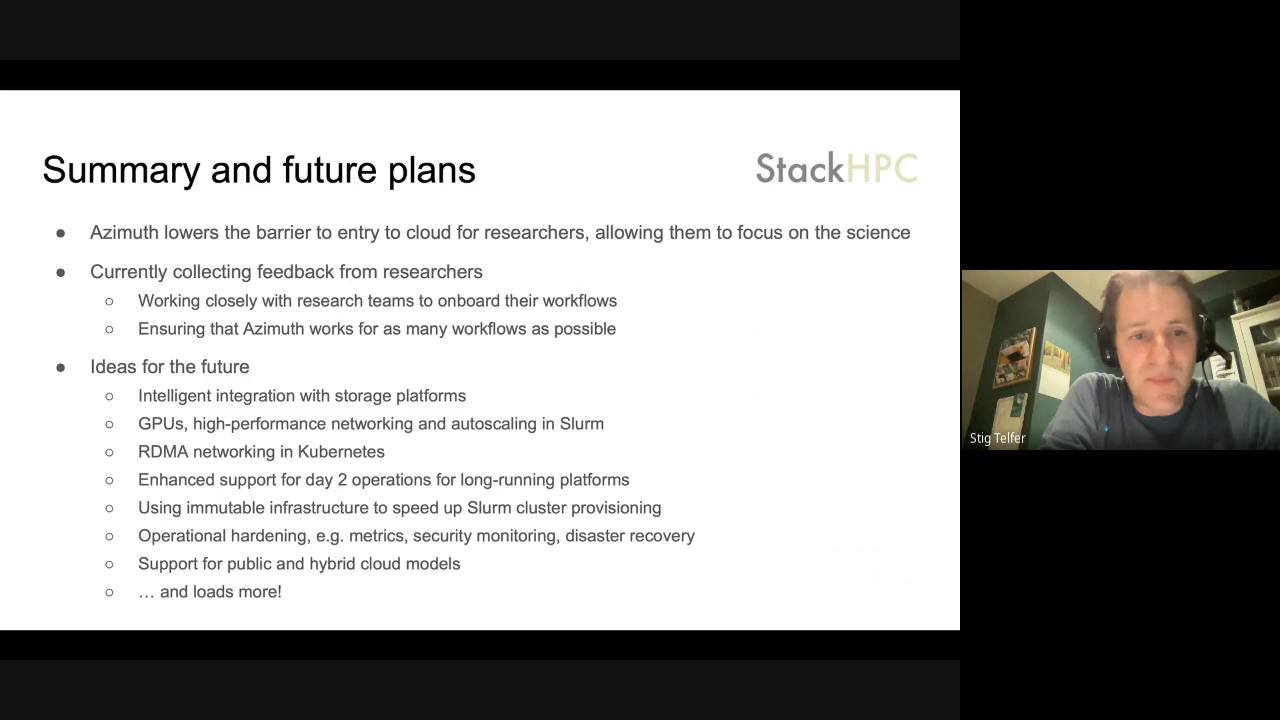 Summary and future plans
StackHPC
● Azimuth lowers the barrier to entry to cloud for researchers, allowing them to focus on the science
● Currently collecting feedback from researchers
○ Working closely with research teams to onboard their workflows
○ Ensuring that Azimuth works for as many workflows as possible
● Ideas for the future
○ Intelligent integration with storage platforms
○ GPUs, high-performance networking and autoscaling in Slurm
○ RDMA networking in Kubernetes
○ Enhanced support for day 2 operations for long-running platforms
○ Using immutable infrastructure to speed up Slurm cluster provisioning
○ Operational hardening, e.g. metrics, security monitoring, disaster recovery
○ Support for public and hybrid cloud models
○ … and loads more!
Stig Telfer